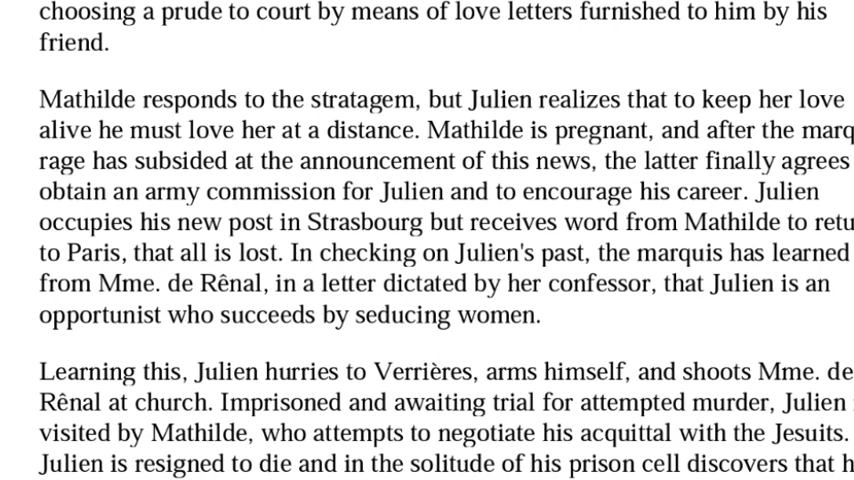 choosing a prude to court by means of love letters furnished to him by his
friend.
Mathilde responds to the stratagem, but Julien realizes that to keep her love
alive he must love her at a distance. Mathilde is pregnant, and after the marq
rage has subsided at the announcement of this news, the latter finally agrees
obtain an army commission for Julien and to encourage his career. Julien
occupies his new post in Strasbourg but receives word from Mathilde to retu
to Paris, that all is lost. In checking on Julien's past, the marquis has learned
from Mme. de Rênal, in a letter dictated by her confessor, that Julien is an
opportunist who succeeds by seducing women.
Learning this, Julien hurries to Verrières, arms himself, and shoots Mme. de
Rênal at church. Imprisoned and awaiting trial for attempted murder, Julien
visited by Mathilde, who attempts to negotiate his acquittal with the Jesuits.
Julien is resigned to die and in the solitude of his prison cell discovers that h